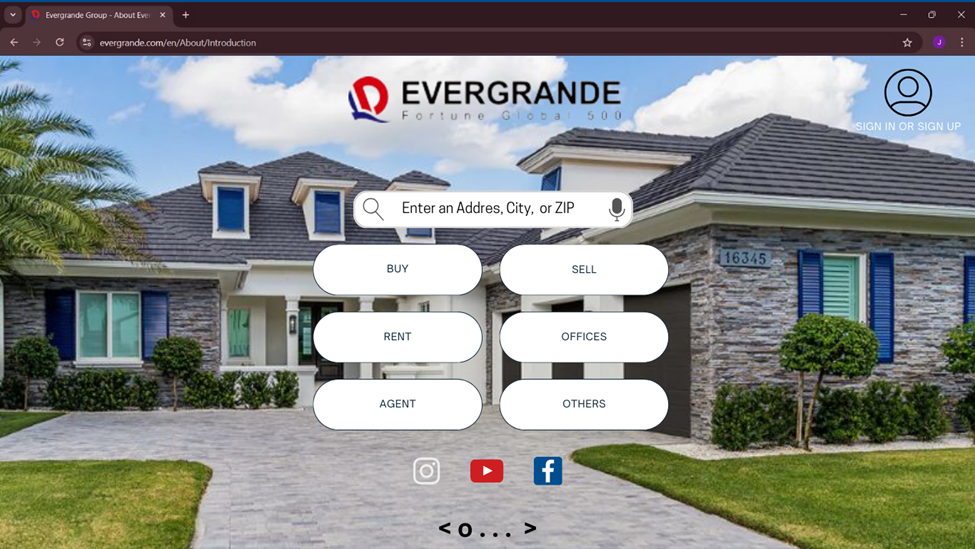 Evergrande Group - About Ever
evergrande.com/en/About/Introduction
J
EVERGRANDE
Fortune Global 500
SIGN IN OR SIGN UP
Enter an Addres, City, or ZIP
16345
BUY
SELL
RENT
OFFICES
AGENT
OTHERS
< o . . . >